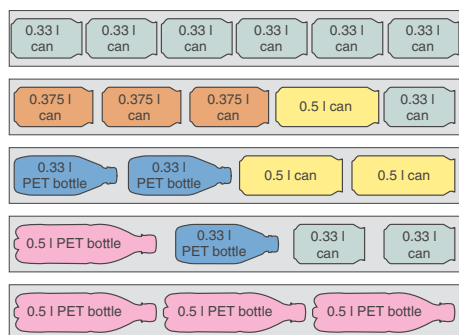 0.33 l 0.33 l 0.33 l 0.33 l 0.33 l 0.33 l
can can can can can can
0.375 l 0.375 l 0.375 l 0.5 l can 0.33 l
can can can can
0.33 l 0.33 l 0.5 l can 0.5 l can
PET bottle PET bottle
0.5 l PET bottle 0.33 l 0.33 l 0.33 l
PET bottle can can
0.5 l PET bottle 0.5 l PET bottle 0.5 l PET bottle